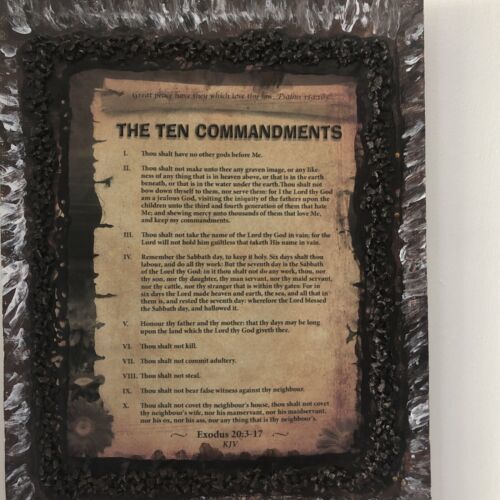 Great peace have they which love thy law. Psalms 119:165
THE TEN COMMANDMENTS
I. Thou shalt have no other gods before Me.
II. Thou shalt not make unto thee any graven image, or any like-
ness of any thing that is in heaven above, or that is in the earth
beneath, or that is in the water under the earth. Thou shalt not
bow down thyself to them, nor serve them: for I the Lord thy God
am a jealous God, visiting the iniquity of the fathers upon the
children unto the third and fourth generation of them that hate
Me; and shewing mercy unto thousands of them that love Me,
and keep my commandments.
III. Thou shalt not take the name of the Lord thy God in vain; for the
Lord will not hold him guiltless that taketh His name in vain.
IV. Remember the Sabbath day, to keep it holy. Six days shalt thou
labour, and do all thy work: But the seventh day is the Sabbath
of the Lord thy God: in it thou shalt not do any work, thou, nor
thy son, nor thy daughter, thy man servant, nor thy maid servant,
nor thy cattle, nor thy stranger that is within thy gates: For in
six days the Lord made heaven and earth, the sea, and all that in
them is, and rested the seventh day: wherefore the Lord blessed
the Sabbath day, and hallowed it.
V. Honour thy father and thy mother: that thy days may be long
upon the land which the Lord thy God giveth thee.
VI. Thou shalt not kill.
VII. Thou shalt not commit adultery.
VIII. Thou shalt not steal.
IX. Thou shalt not bear false witness against thy neighbour.
X. Thou shalt not covet thy neighbour's house, thou shalt not covet
thy neighbour's wife, nor his manservant, nor his maidservant,
nor his ox, nor his ass, nor any thing that is thy neighbour's.
Exodus 20:3-17
KJV